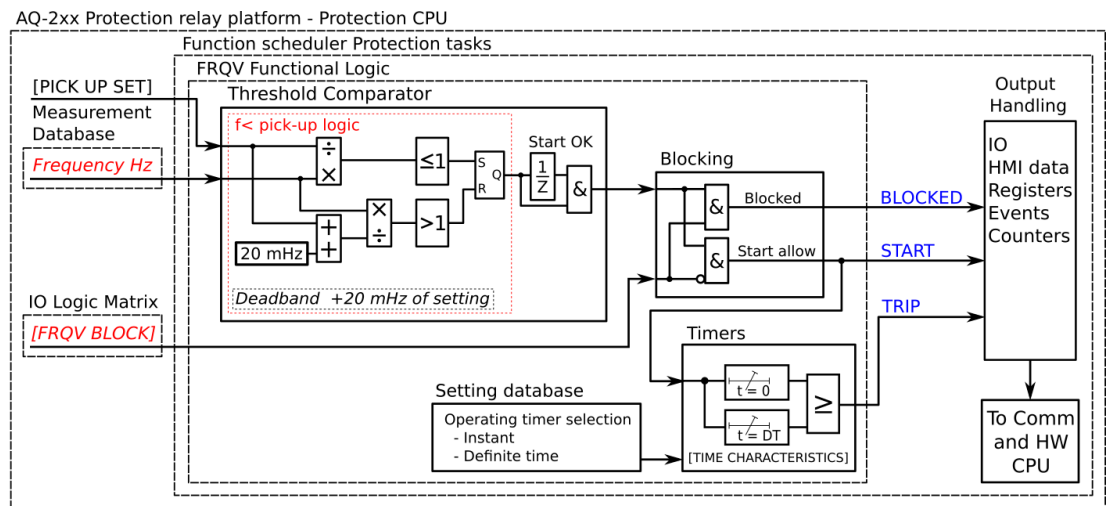 AQ-2xx Protection relay platform - Protection CPU
Function scheduler Protection tasks
FRQV Functional Logic
[PICK UP SET]
Measurement
Database
Frequency Hz
Threshold Comparator
f< pick-up logic
÷
×
≤1
S
Q
R
×
÷
>1
+
+
20 mHz
Start OK
1
Z
&
Deadband +20 mHz of setting
IO Logic Matrix
[FRQV BLOCK]
Blocking
&
Blocked
&
Start allow
BLOCKED
START
TRIP
Output
Handling
IO
HMI data
Registers
Events
Counters
Timers
t = 0
t = DT
≥
[TIME CHARACTERISTICS]
Setting database
Operating timer selection
- Instant
- Definite time
To Comm
and HW
CPU